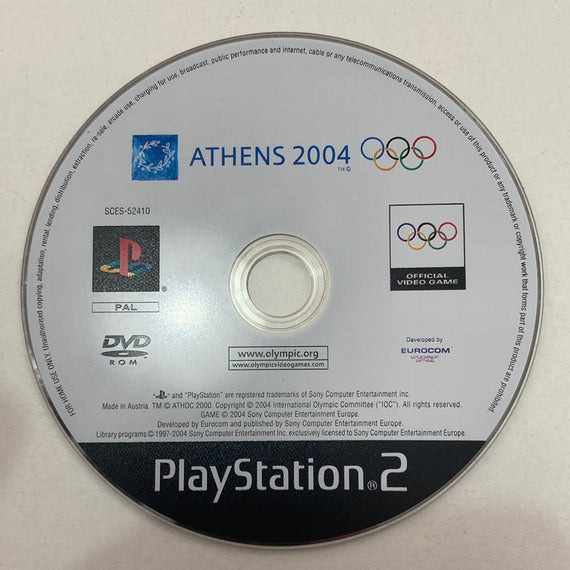 FOR HOME USE ONLY. Unauthorised copying, adaptation, rental, lending, distribution, extraction, re-sale, arcade use, charging for use, broadcast, public performance and internet, cable or any telecommunications transmission, access or use of this product or any trademark or copyright work that forms part of this product are prohibited.
ATHENS 2004
TM ©
SCES-52410
PAL
DVD
ROM
OFFICIAL
VIDEO GAME
www.olympic.org
www.olympicvideogames.com
Developed by
EUROCOM
and "PlayStation" are registered trademarks of Sony Computer Entertainment Inc.
Made in Austria. TM © ATHOC 2000. Copyright © 2004 International Olympic Committee ("IOC"). All rights reserved.
GAME © 2004 Sony Computer Entertainment Europe.
Developed by Eurocom and published by Sony Computer Entertainment Europe.
Library programs © 1997-2004 Sony Computer Entertainment Inc. exclusively licensed to Sony Computer Entertainment Europe.
PlayStation®2